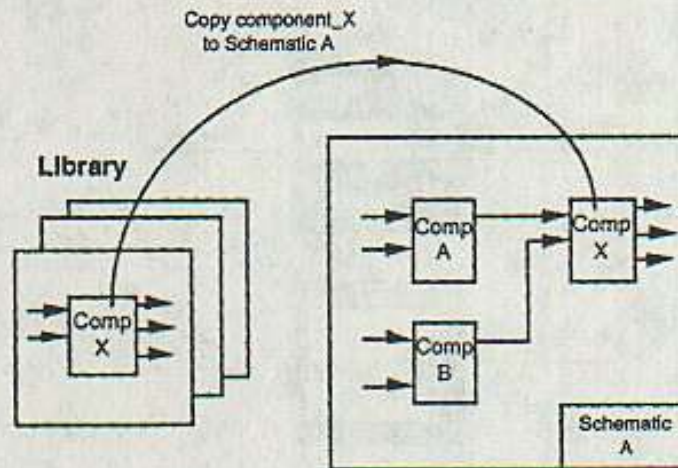 Copy component_X
to Schematic A
Library
Comp
X
Comp
A
Comp
X
Comp
B
Schematic
A